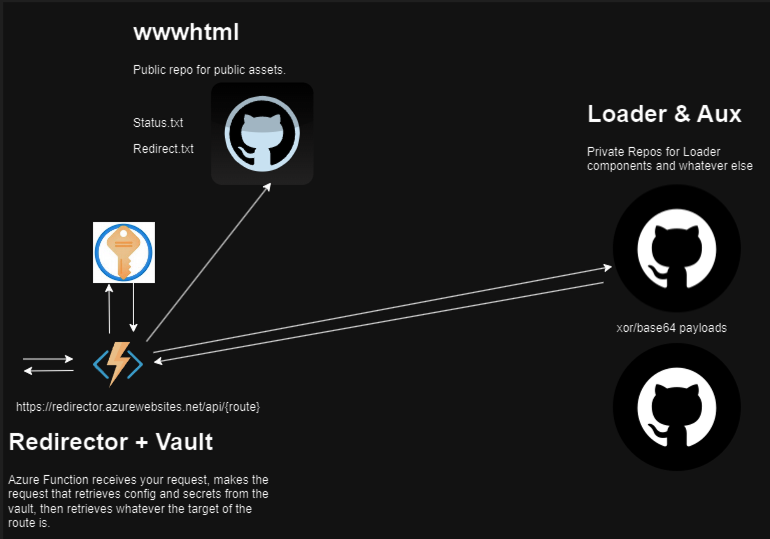 wwwhtml
Public repo for public assets.
Status.txt
Redirect.txt
Loader & Aux
Private Repos for Loader
components and whatever else
xor/base64 payloads
https://redirector.azurewebsites.net/api/{route}
Redirector + Vault
Azure Function receives your request, makes the
request that retrieves config and secrets from the
vault, then retrieves whatever the target of the
route is.